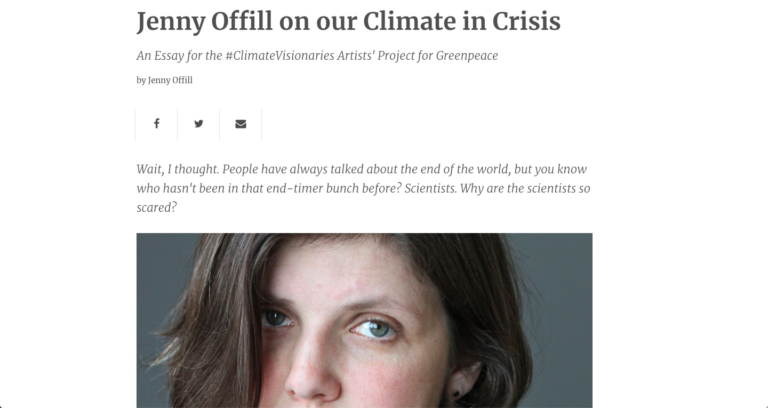 Jenny Offill on our Climate in Crisis
An Essay for the #ClimateVisionaries Artists' Project for Greenpeace
by Jenny Offill
Wait, I thought. People have always talked about the end of the world, but you know
who hasn't been in that end-timer bunch before? Scientists. Why are the scientists so
scared?